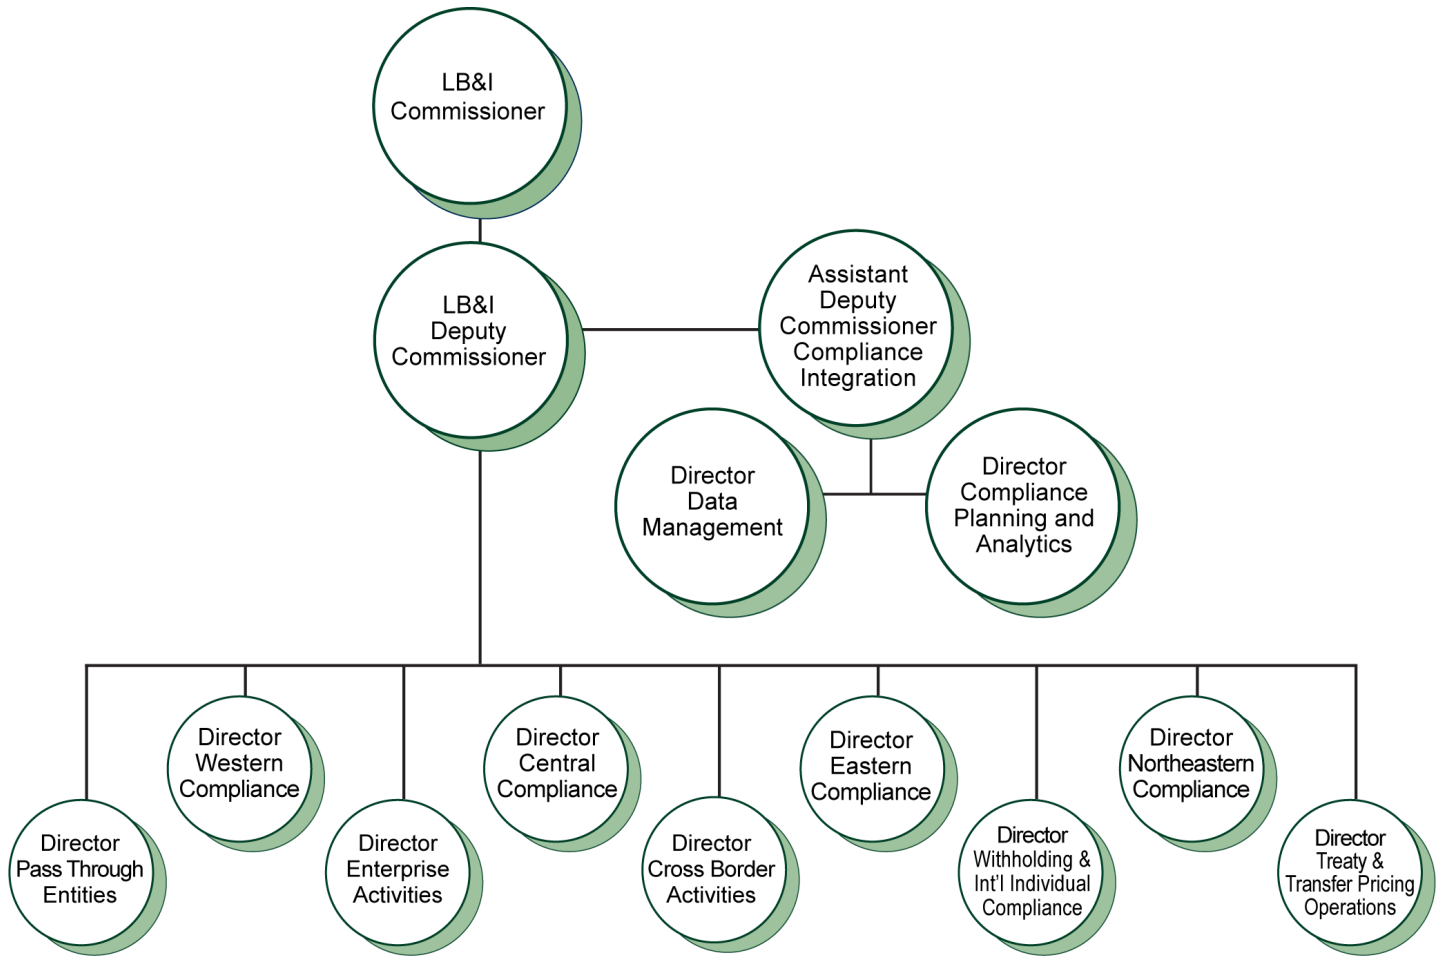 LB&I
Commissioner
LB&I
Deputy
Commissioner
Assistant
Deputy
Commissioner
Compliance
Integration
Director
Data
Management
Director
Compliance
Planning and
Analytics
Director
Pass Through
Entities
Director
Western
Compliance
Director
Enterprise
Activities
Director
Central
Compliance
Director
Cross Border
Activities
Director
Eastern
Compliance
Director
Withholding &
Int'l Individual
Compliance
Director
Northeastern
Compliance
Director
Treaty &
Transfer Pricing
Operations